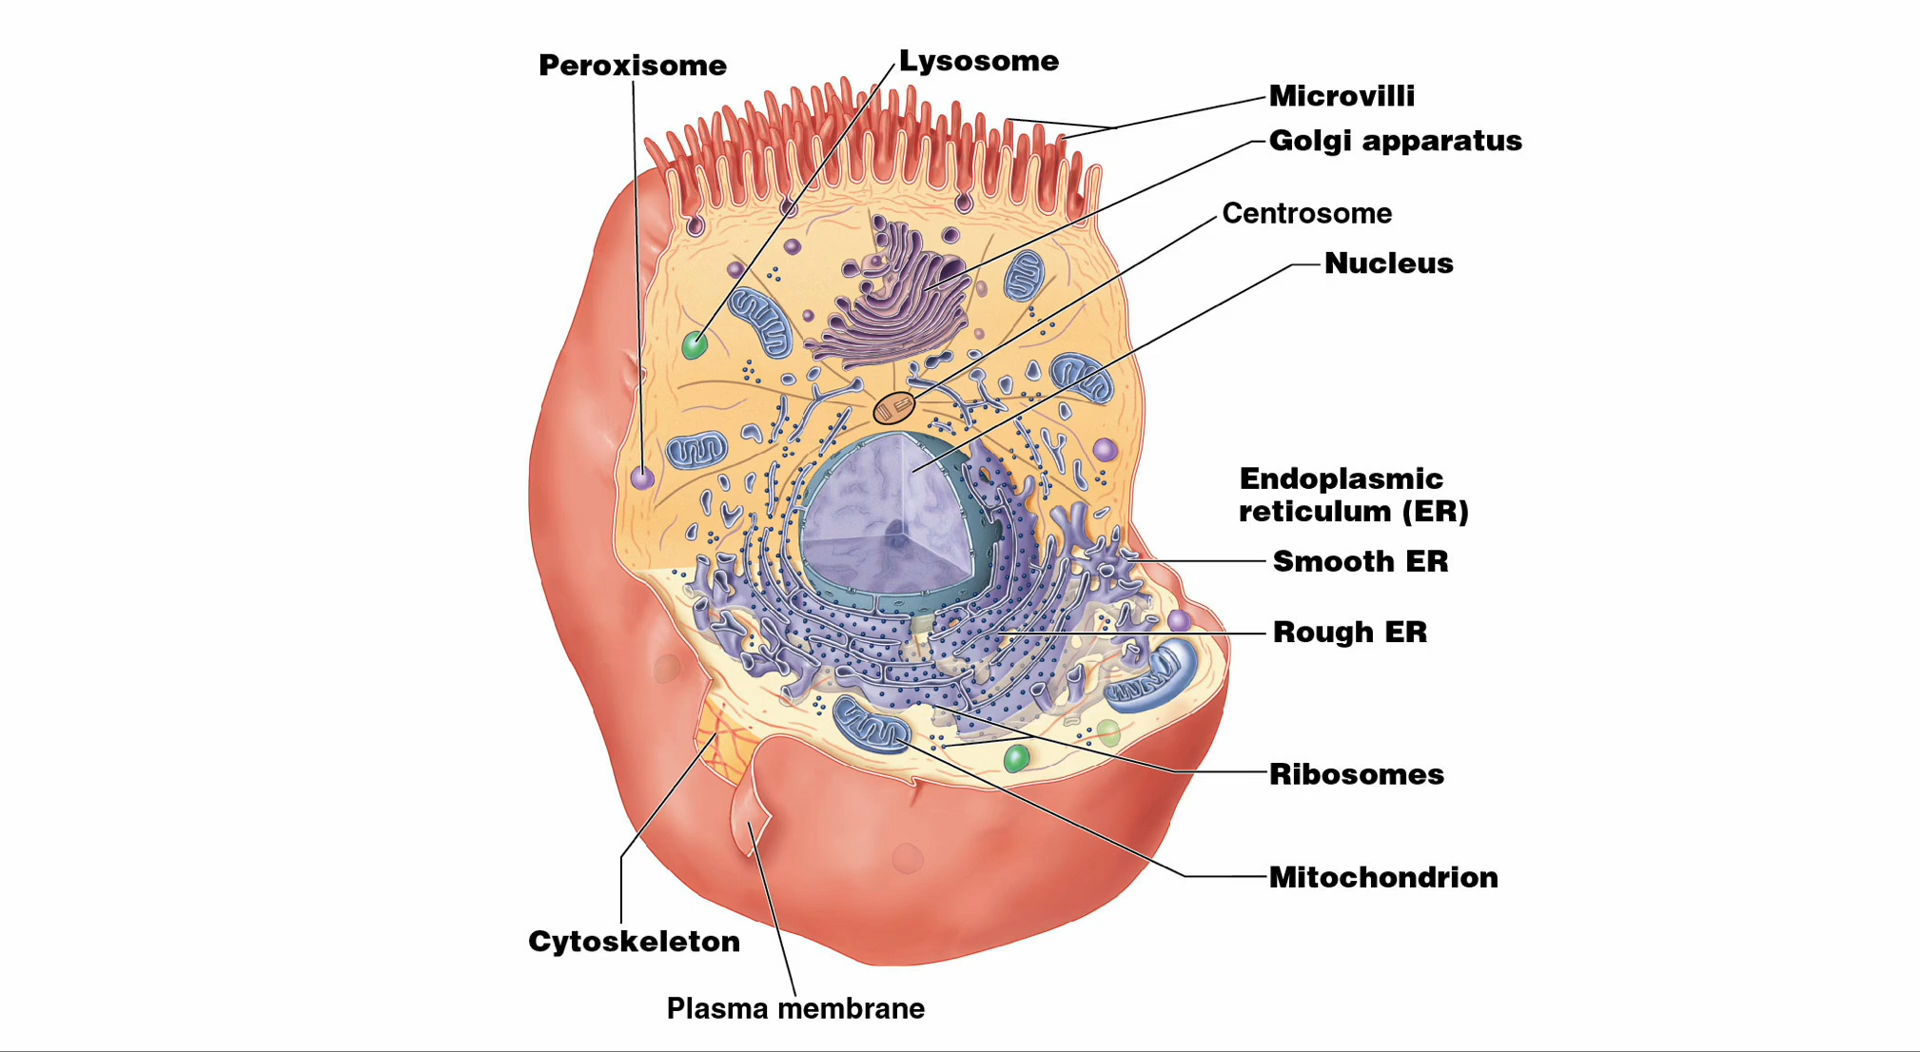 Peroxisome
Lysosome
Microvilli
Golgi apparatus
Centrosome
Nucleus
Endoplasmic
reticulum (ER)
Smooth ER
Rough ER
Ribosomes
Mitochondrion
Cytoskeleton
Plasma membrane